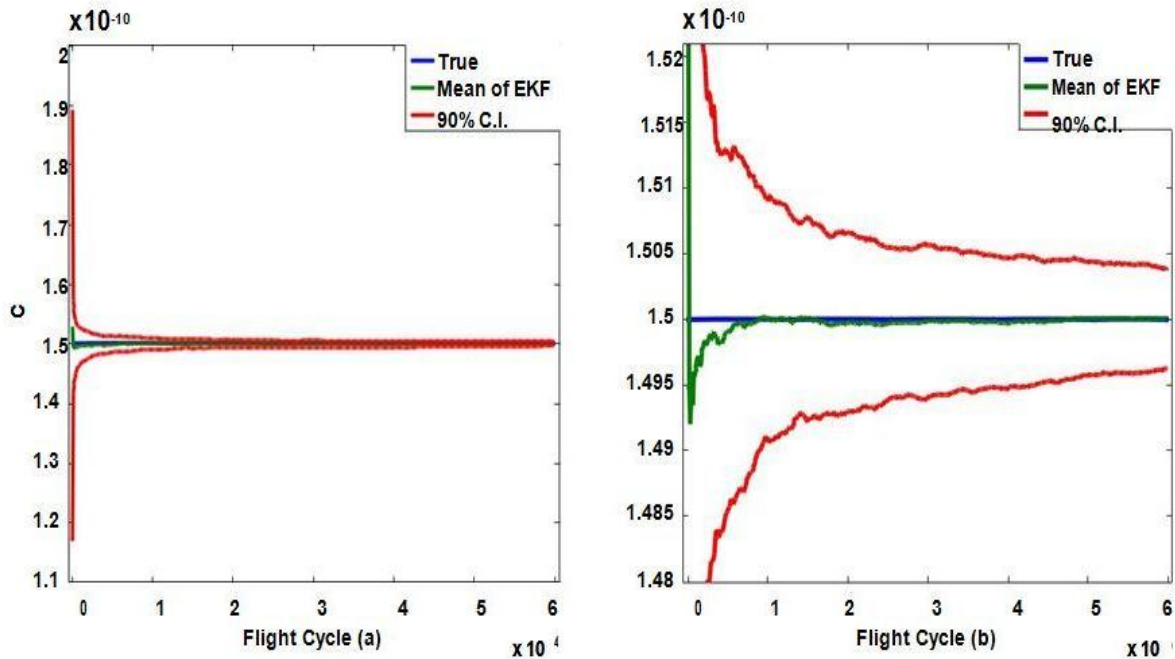 x10-10
2
1.9
1.8
1.7
1.6
1.5
1.4
1.3
1.2
1.1
C
True
Mean of EKF
90% C.I.
0 1 2 3 4 5 6
Flight Cycle (a)
x10 4
x10-10
1.52
1.515
1.51
1.505
1.5
1.495
1.49
1.485
1.48
True
Mean of EKF
90% C.I.
0 1 2 3 4 5 6
Flight Cycle (b)
x10